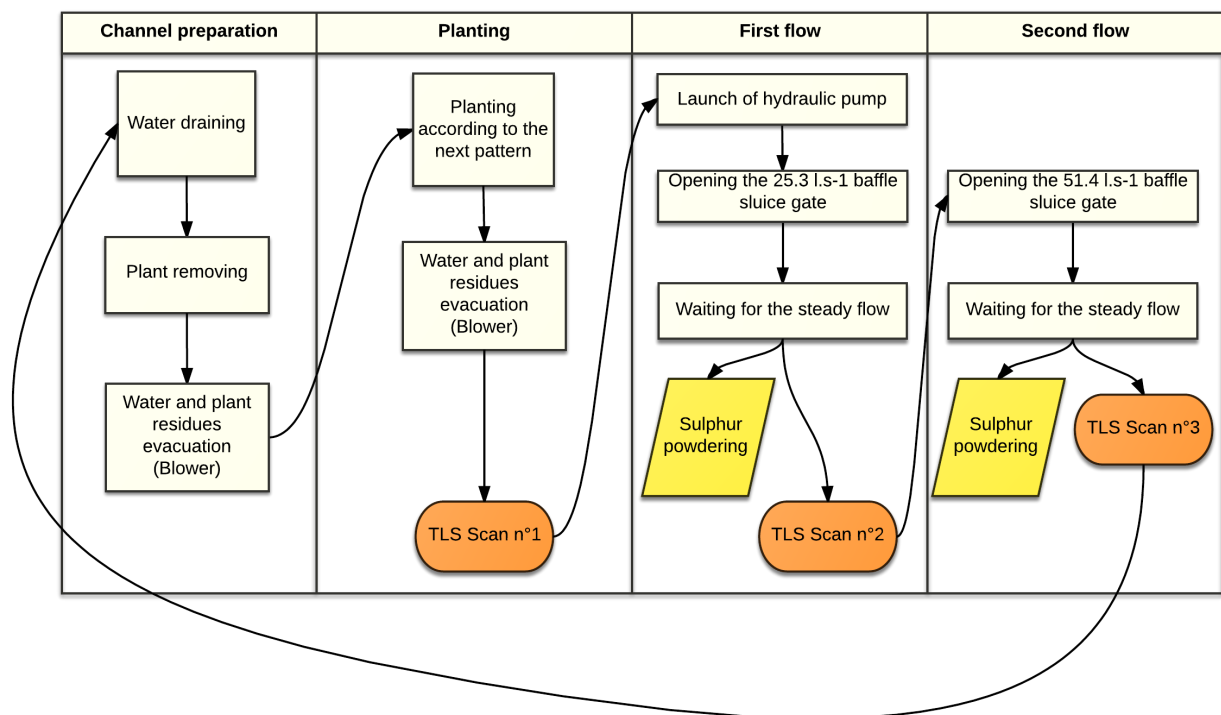 Channel preparation
Planting
First flow
Second flow
Water draining
Plant removing
Water and plant
residues
evacuation
(Blower)
Planting
according to the
next pattern
Water and plant
residues
evacuation
(Blower)
TLS Scan n°1
Launch of hydraulic pump
Opening the 25.3 l.s-1 baffle
sluice gate
Waiting for the steady flow
Sulphur
powdering
TLS Scan n°2
Opening the 51.4 l.s-1 baffle
sluice gate
Waiting for the steady flow
Sulphur
powdering
TLS Scan n°3